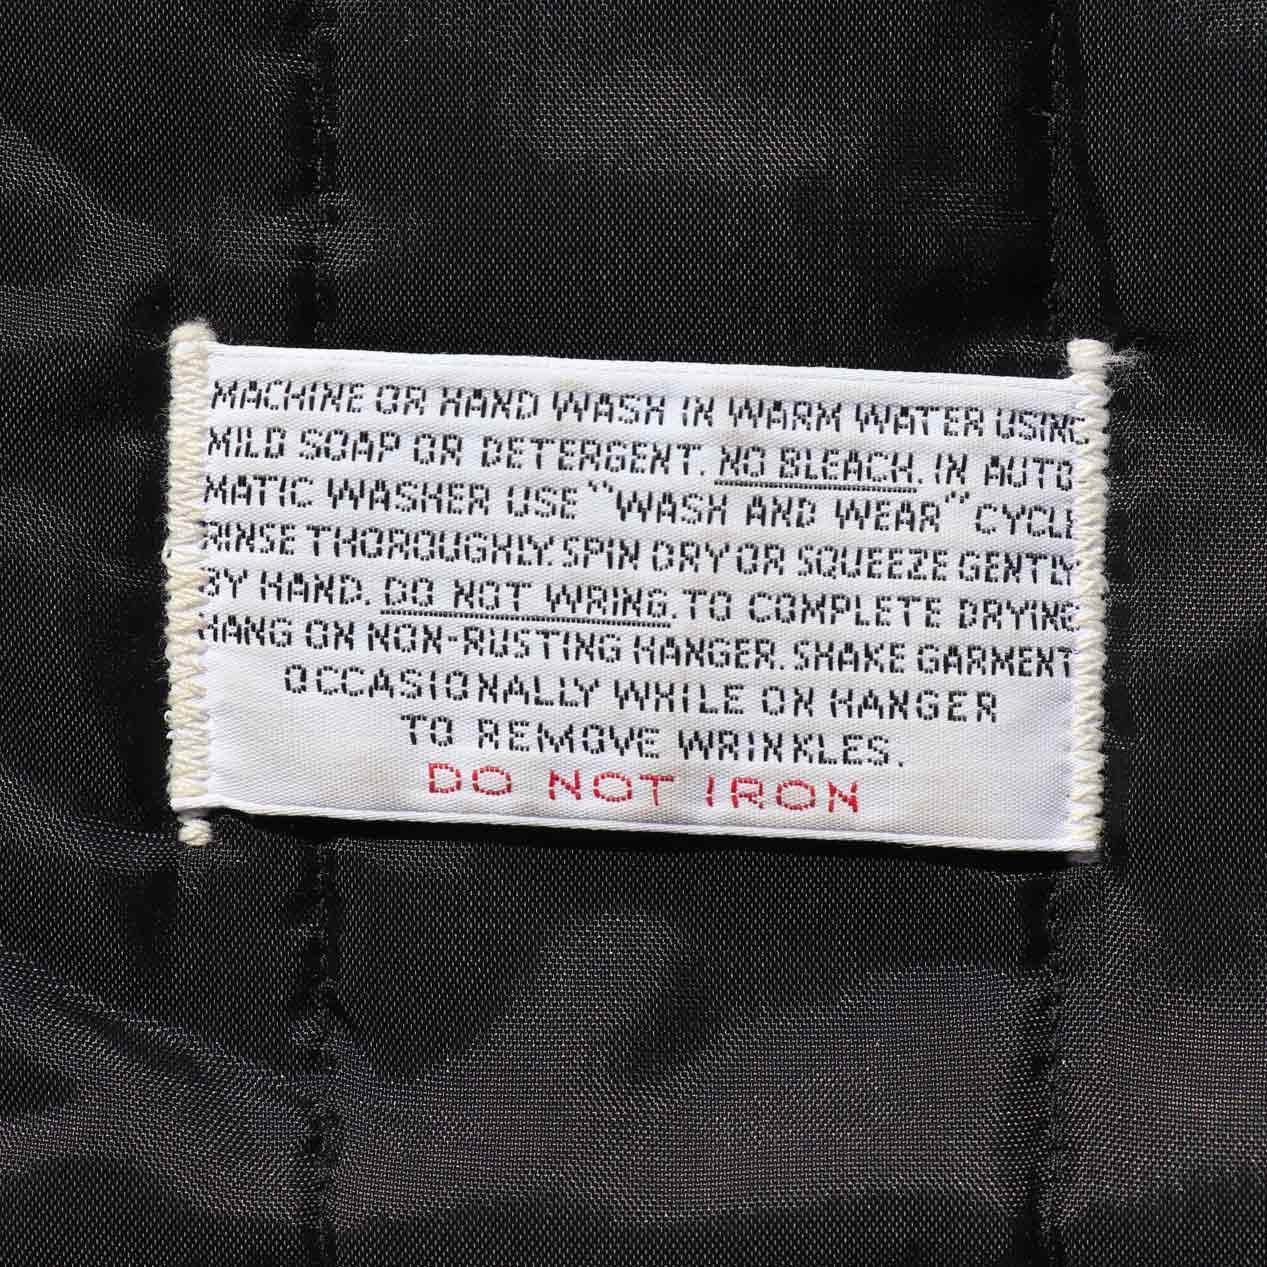 MACHINE OR HAND WASH IN WARM WATER USING
MILD SOAP OR DETERGENT. NO BLEACH. IN AUTO
MATIC WASHER USE "WASH AND WEAR" CYCLE
RINSE THOROUGHLY. SPIN DRY OR SQUEEZE GENTLY
BY HAND. DO NOT WRING. TO COMPLETE DRYING
HANG ON NON-RUSTING HANGER. SHAKE GARMENT
OCCASIONALLY WHILE ON HANGER
TO REMOVE WRINKLES.
DO NOT IRON